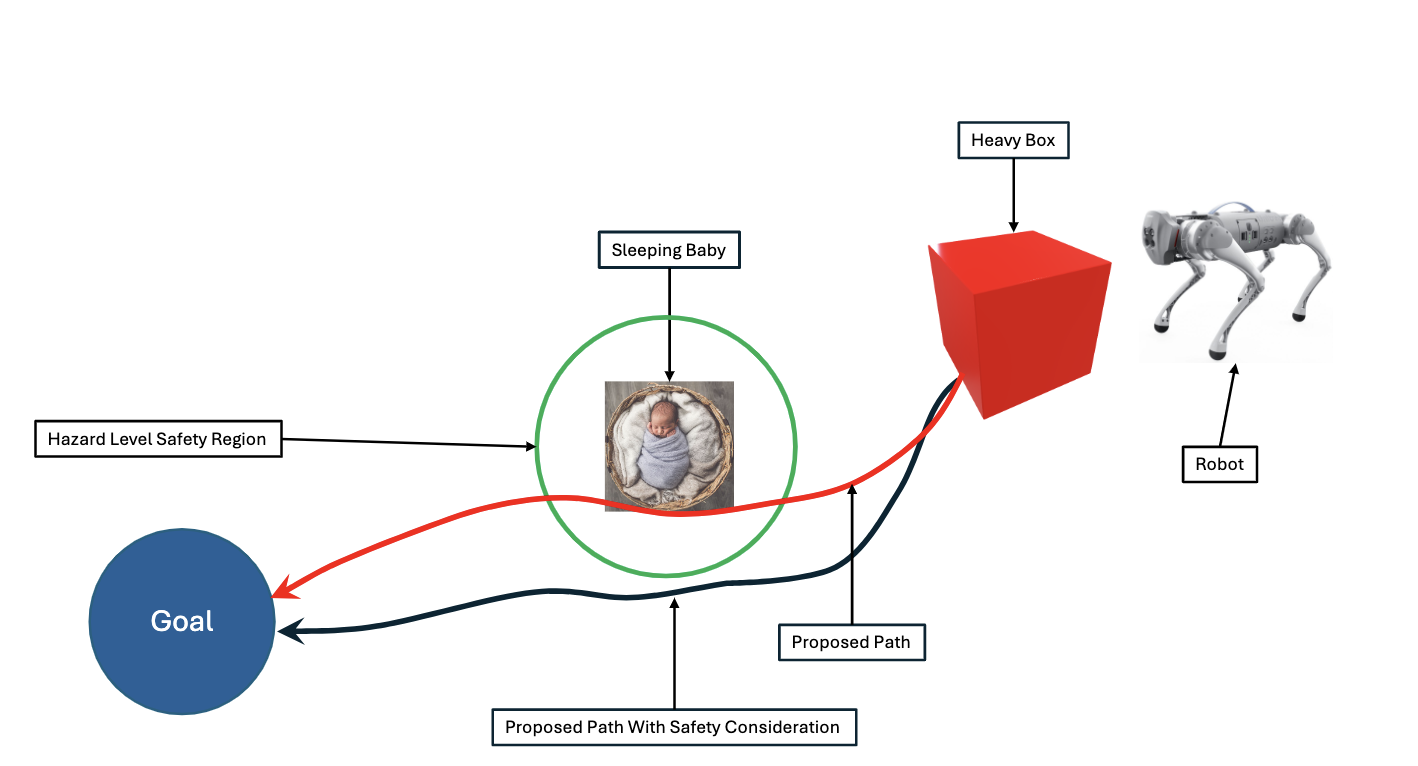 Heavy Box
Sleeping Baby
Hazard Level Safety Region
Robot
Goal
Proposed Path
Proposed Path With Safety Consideration